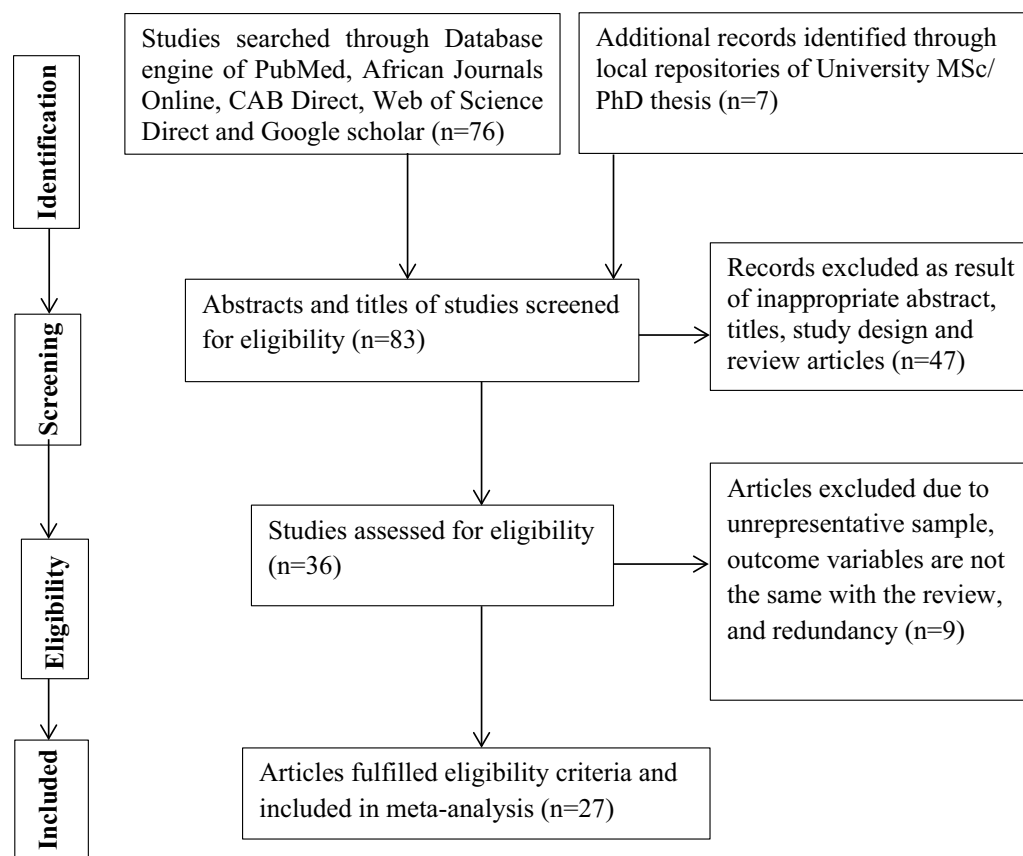 Identification
Studies searched through Database
engine of PubMed, African Journals
Online, CAB Direct, Web of Science
Direct and Google scholar (n=76)
Additional records identified through
local repositories of University MSc/
PhD thesis (n=7)
Screening
Abstracts and titles of studies screened
for eligibility (n=83)
Records excluded as result
of inappropriate abstract,
titles, study design and
review articles (n=47)
Eligibility
Studies assessed for eligibility
(n=36)
Articles excluded due to
unrepresentative sample,
outcome variables are not
the same with the review,
and redundancy (n=9)
Included
Articles fulfilled eligibility criteria and
included in meta-analysis (n=27)